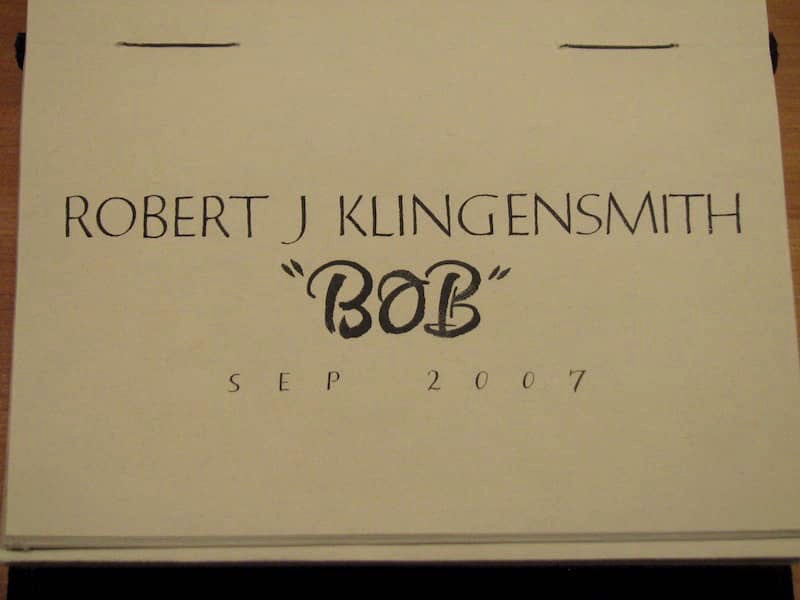 ROBERT J KLINGENSMITH
"BOB"
SEP 2007